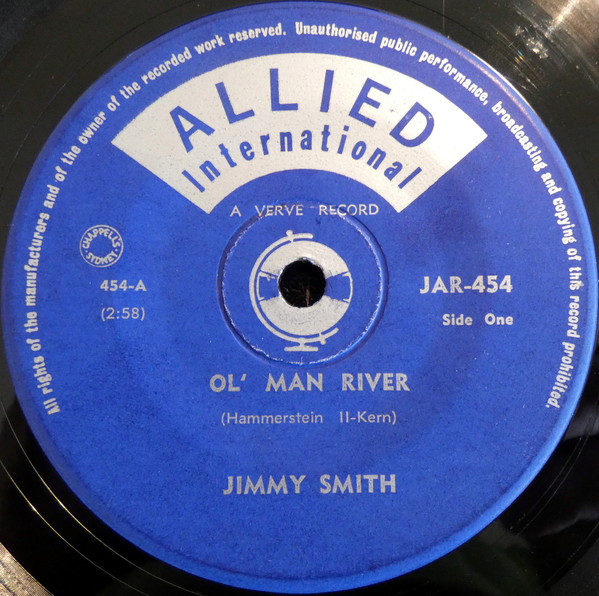 All rights of the manufacturers and of the owner of the recorded work reserved. Unauthorised public performance, broadcasting and copying of this record prohibited.
ALLIED
International
A VERVE RECORD
CHAPPELL'S
SYDNEY
454-A
(2:58)
JAR-454
Side One
OL' MAN RIVER
(Hammerstein II-Kern)
JIMMY SMITH